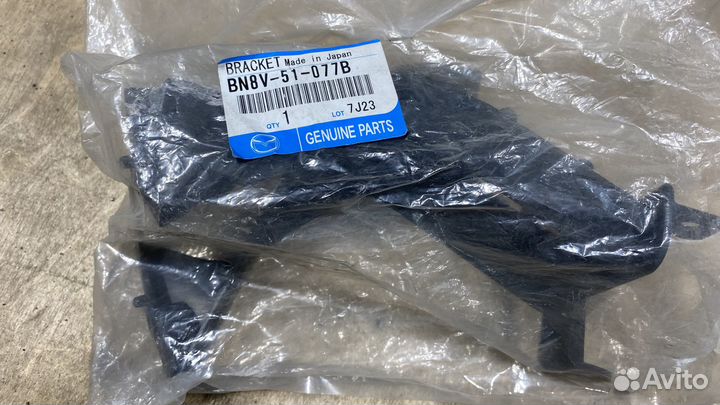 BRACKET Made in Japan
BN8V-51-077B
QTY 1 LOT 7J23
GENUINE PARTS
Avito